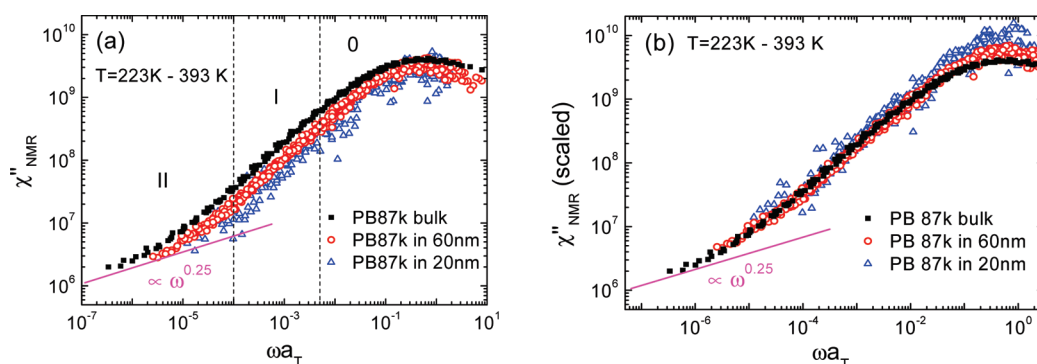 (a)
0
T=223K - 393 K
I
II
PB87k bulk
PB87k in 60nm
PB87k in 20nm
∝ ω^0.25
χ''NMR
10^10
10^9
10^8
10^7
10^6
10^-7 10^-5 10^-3 10^-1 10^1
ωaT
(b) T=223K - 393 K
PB 87k bulk
PB 87k in 60nm
PB 87k in 20nm
∝ ω^0.25
χ''NMR (scaled)
10^10
10^9
10^8
10^7
10^6
10^-6 10^-4 10^-2 10^0
ωaT